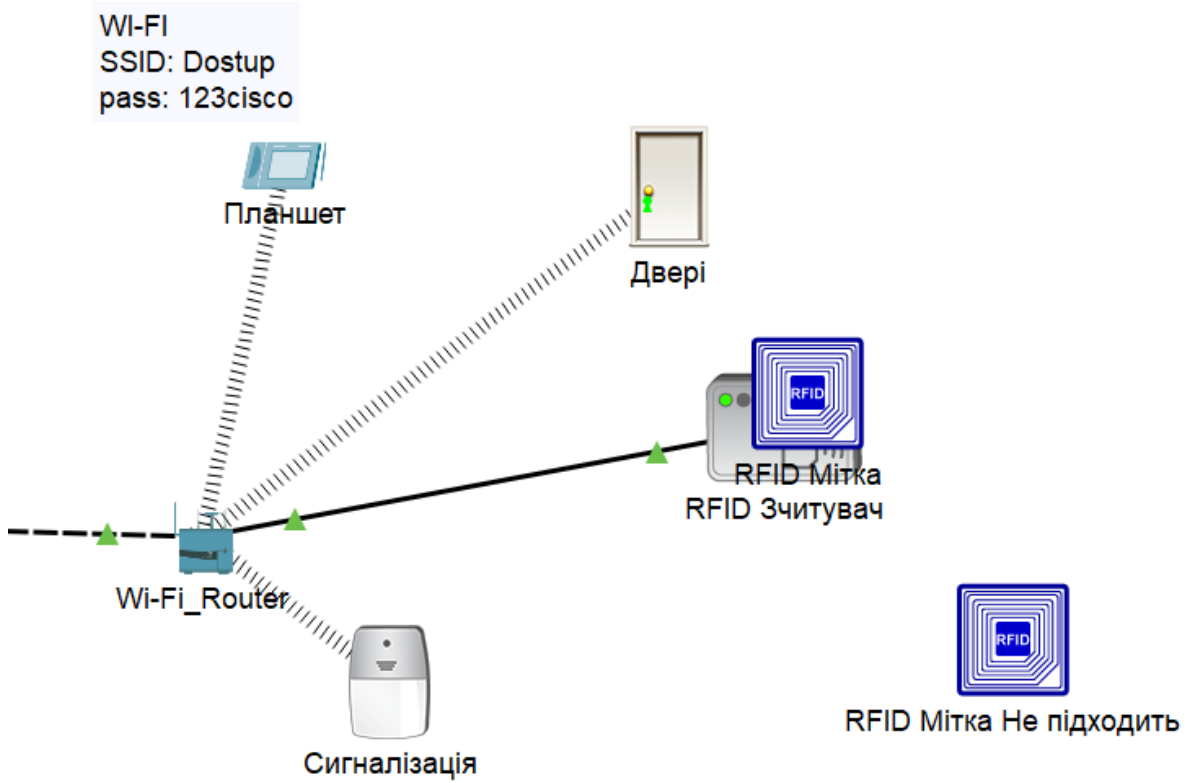 WI-FI
SSID: Dostup
pass: 123cisco
Планшет
Двері
RFID
RFID Мітка
RFID Зчитувач
Wi-Fi_Router
RFID
RFID Мітка Не підходить
Сигналізація